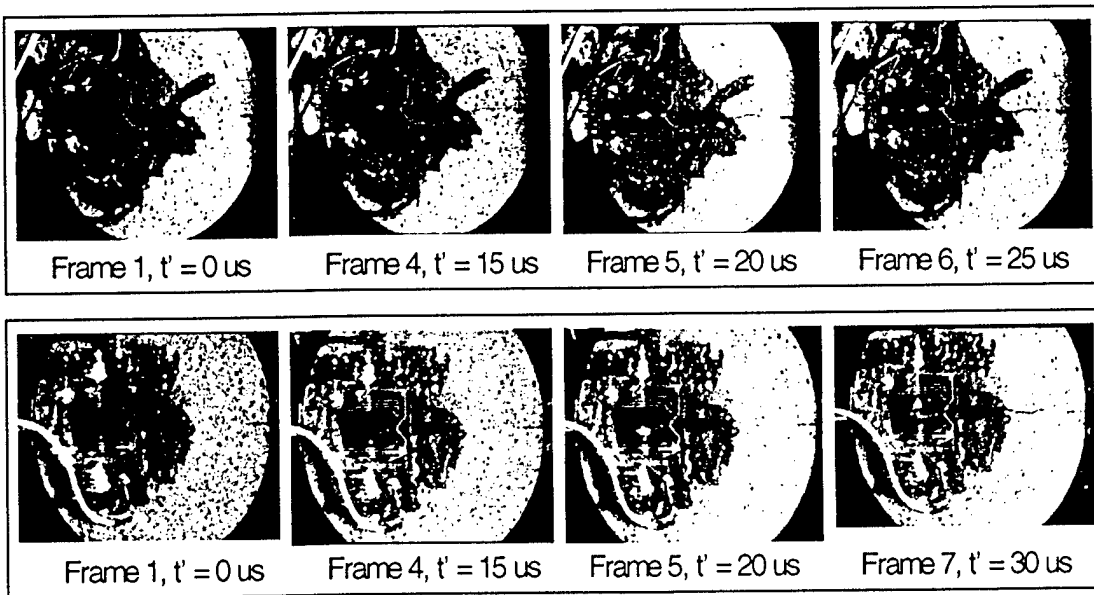 Frame 1, t' = 0 us Frame 4, t' = 15 us Frame 5, t' = 20 us Frame 6, t' = 25 us
Frame 1, t' = 0 us Frame 4, t' = 15 us Frame 5, t' = 20 us Frame 7, t' = 30 us